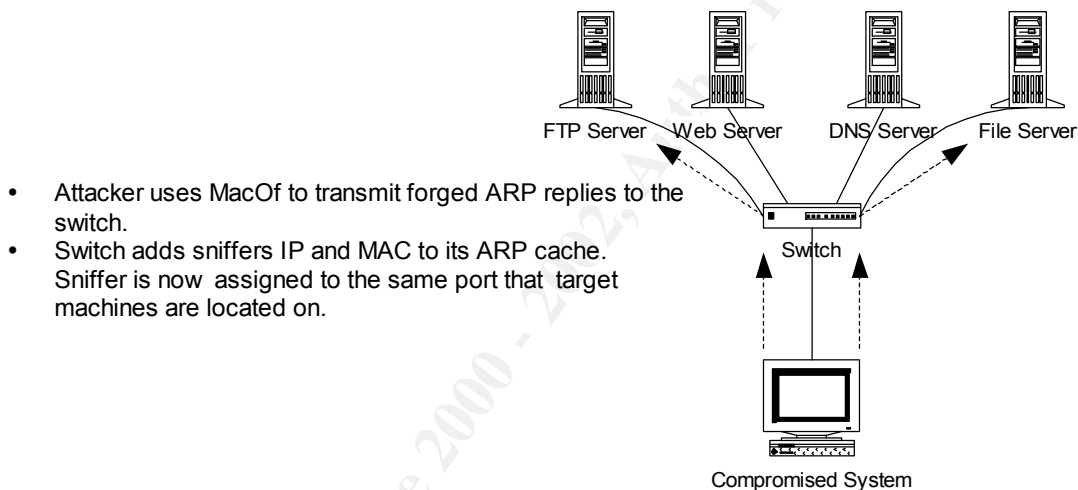 FTP Server Web Server DNS Server File Server
• Attacker uses MacOf to transmit forged ARP replies to the
switch.
• Switch adds sniffers IP and MAC to its ARP cache.
Sniffer is now assigned to the same port that target
machines are located on.
Switch
Compromised System
2000 - 2002,